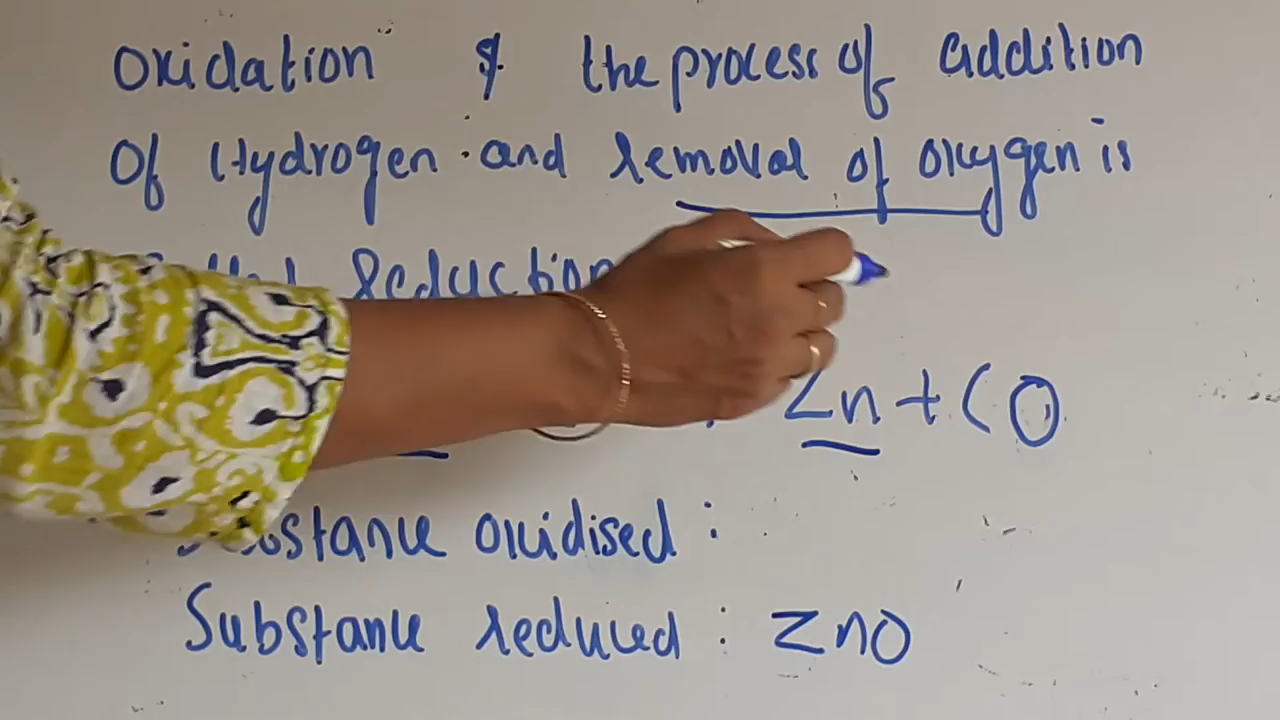 Oxidation & the process of addition
Of Hydrogen and removal of oxygen is
reduction
Zn + CO
oxidised :
Substance reduced : ZnO